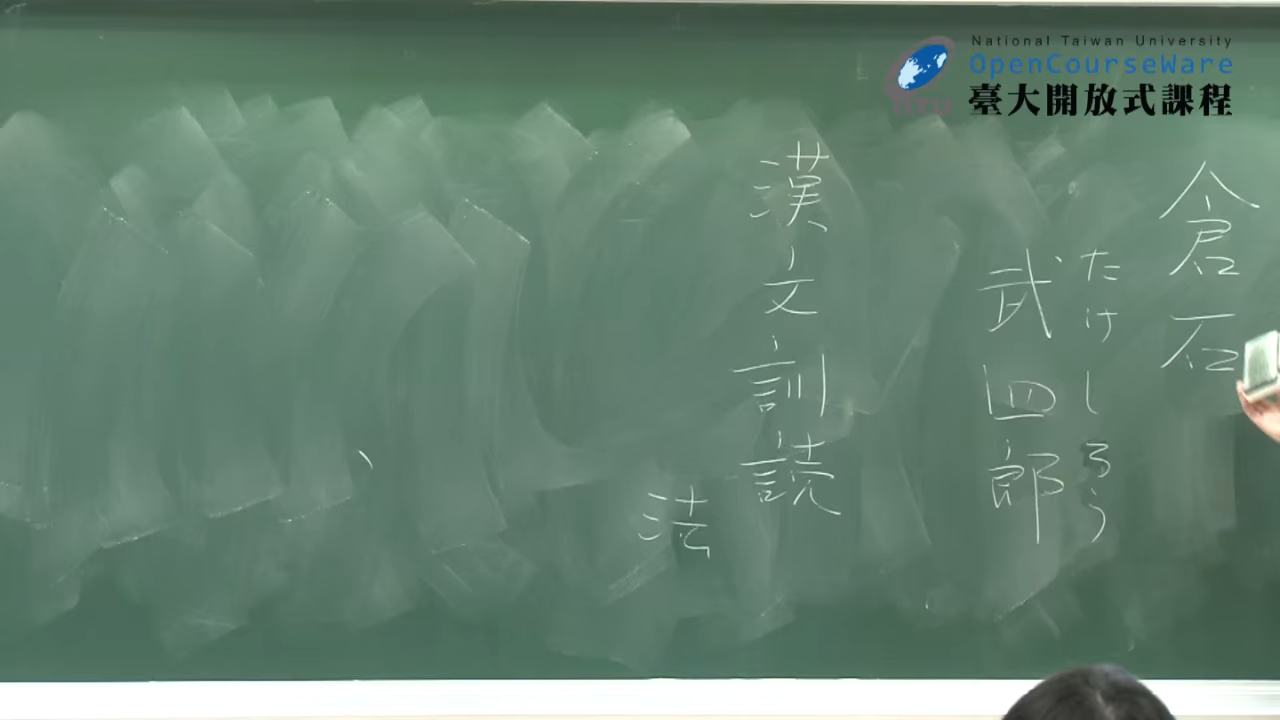 National Taiwan University
OpenCourseWare
臺大開放式課程
倉石
たけしろう
武四郎
漢文訓読
法